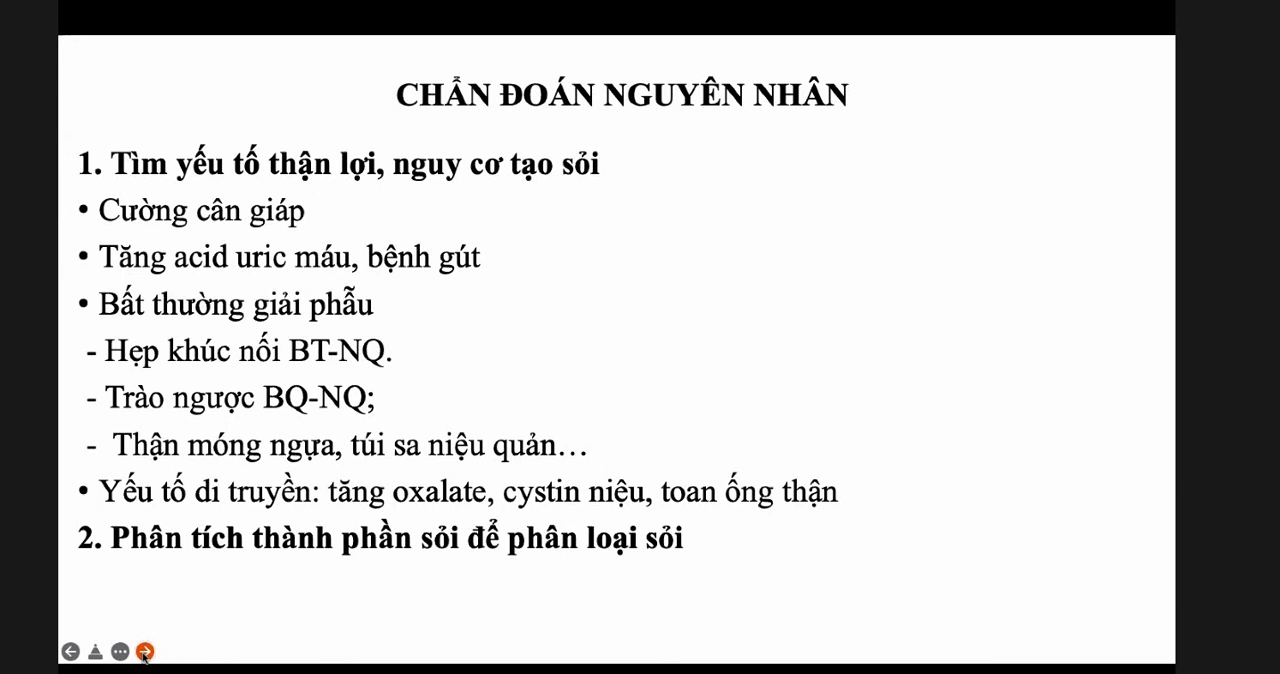 CHẨN ĐOÁN NGUYÊN NHÂN
1. Tìm yếu tố thận lợi, nguy cơ tạo sỏi
• Cường cân giáp
• Tăng acid uric máu, bệnh gút
• Bất thường giải phẫu
- Hẹp khúc nối BT-NQ.
- Trào ngược BQ-NQ;
- Thận móng ngựa, túi sa niệu quản…
• Yếu tố di truyền: tăng oxalate, cystin niệu, toan ống thận
2. Phân tích thành phần sỏi để phân loại sỏi